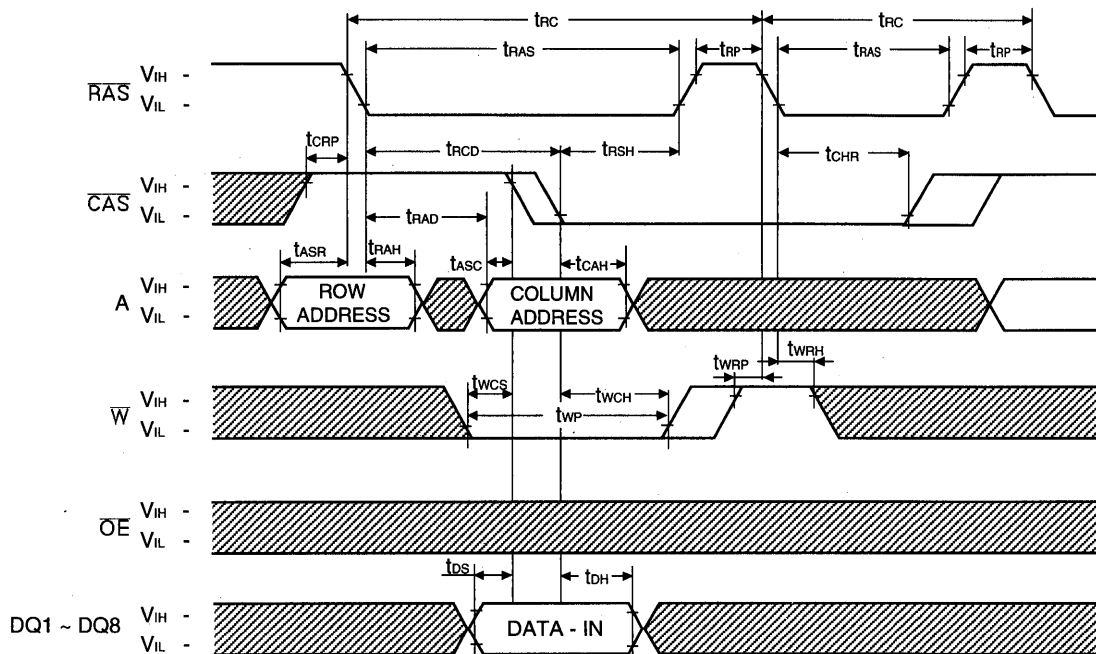 tRC tRC
tRAS tRP tRAS tRP
RAS VIH -
VIL -
tCRP tRCD tRSH tCHR
CAS VIH -
VIL -
tRAD
tASR tRAH tASC tCAH
A VIH -
VIL -
ROW ADDRESS
COLUMN ADDRESS
tWRP tWRH
tWCS tWCH
tWP
W VIH -
VIL -
OE VIH -
VIL -
tDS tDH
DQ1 ~ DQ8 VIH -
VIL -
DATA - IN